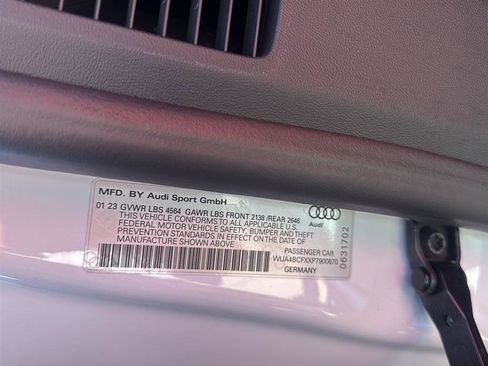 MFD. BY Audi Sport GmbH
01 23 GVWR LBS 4564 GAWR LBS FRONT 2138 /REAR 2646
THIS VEHICLE CONFORMS TO ALL APPLICABLE U.S.
FEDERAL MOTOR VEHICLE SAFETY, BUMPER AND THEFT
PREVENTION STANDARDS IN EFFECT ON THE DATE OF
MANUFACTURE SHOWN ABOVE
Audi
PASSENGER CAR
WUA4BCFXXP7900870
GERMANY
0631702